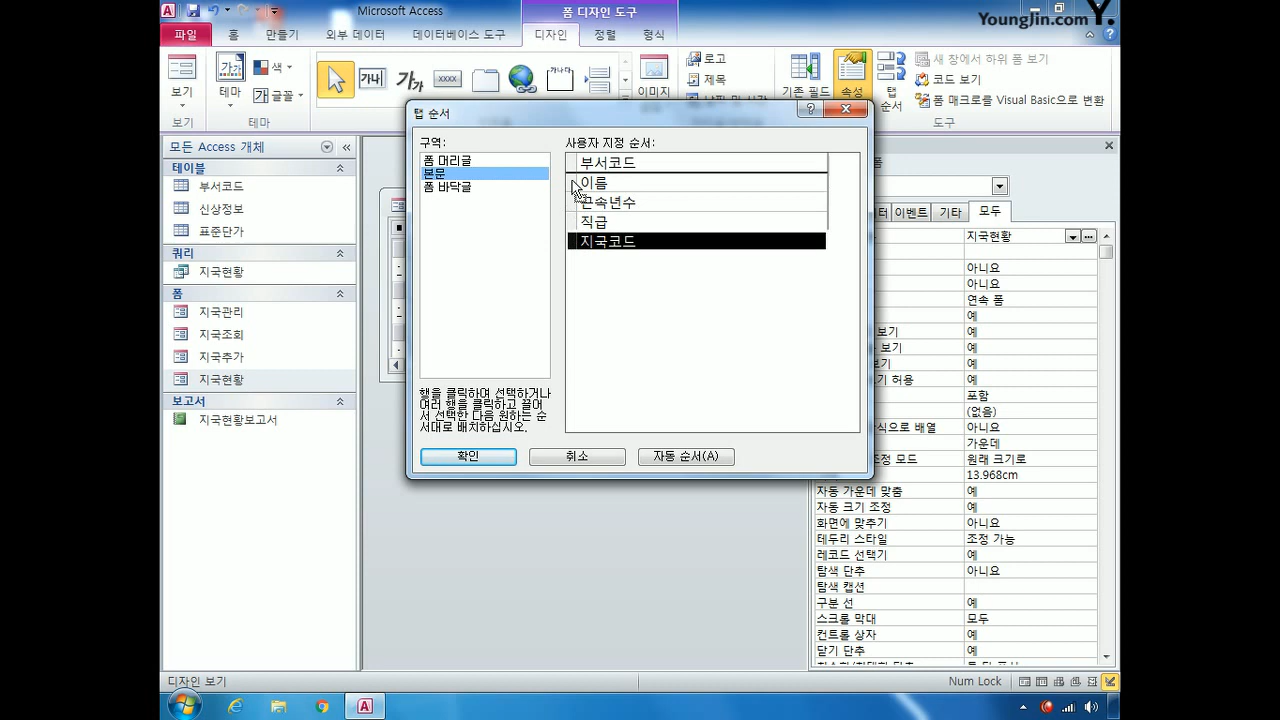 Microsoft Access
폼 디자인 도구
YoungJin.com Y.
파일
홈
만들기
외부 데이터
데이터베이스 도구
디자인
정렬
형식
보기
테마
색
가가 글꼴
가나
가가
xxxx
이미지
로고
제목
기존 필드
속성
탭
순서
새 창에서 하위 폼 보기
코드 보기
폼 매크로를 Visual Basic으로 변환
보기
테마
도구
모든 Access 개체
테이블
부서코드
신상정보
표준단가
쿼리
지국현황
폼
지국관리
지국조회
지국추가
지국현황
보고서
지국현황보고서
탭 순서
구역:
폼 머리글
본문
폼 바닥글
사용자 지정 순서:
부서코드
이름
근속년수
직급
지국코드
행을 클릭하여 선택하거나
여러 행을 클릭하고 끌어
서 선택한 다음 원하는 순
서대로 배치하십시오.
확인
취소
자동 순서(A)
폼
이벤트
기타
모두
지국현황
아니요
아니요
연속 폼
예
보기 예
보기 예
보기 예
허용 예
포함
(없음)
식으로 배열 아니요
가운데
조정 모드 원래 크기로
13.968cm
자동 가운데 맞춤 예
자동 크기 조정 예
화면에 맞추기 아니요
테두리 스타일 조정 가능
레코드 선택기 예
탐색 단추 아니요
탐색 캡션
구분 선 예
스크롤 막대 모두
컨트롤 상자 예
닫기 단추 예
디자인 보기
Num Lock